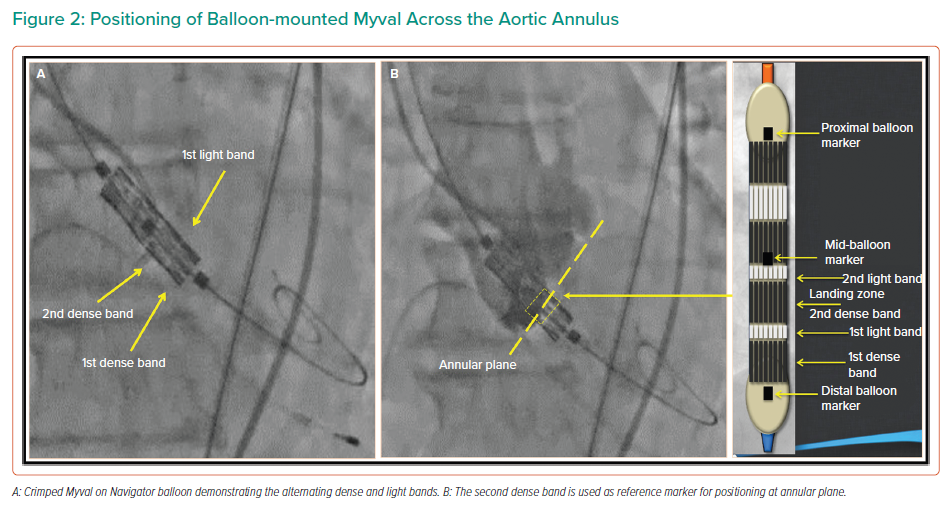 Figure 2: Positioning of Balloon-mounted Myval Across the Aortic Annulus
A
1st light band
2nd dense band
1st dense band
B
Annular plane
Proximal balloon
marker
Mid-balloon
marker
2nd light band
Landing zone
2nd dense band
1st light band
1st dense
band
Distal balloon
marker
A: Crimped Myval on Navigator balloon demonstrating the alternating dense and light bands. B: The second dense band is used as reference marker for positioning at annular plane.